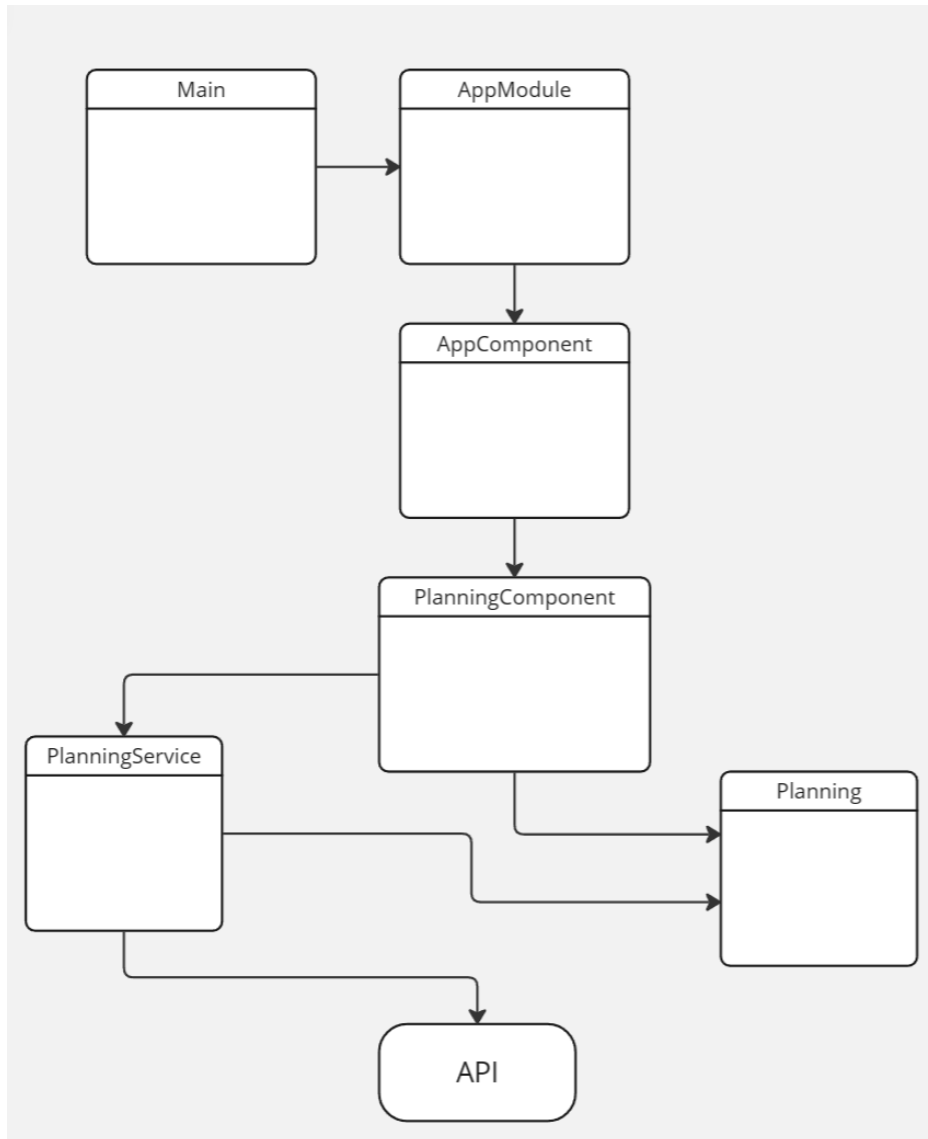 Main
AppModule
AppComponent
PlanningComponent
PlanningService
Planning
API